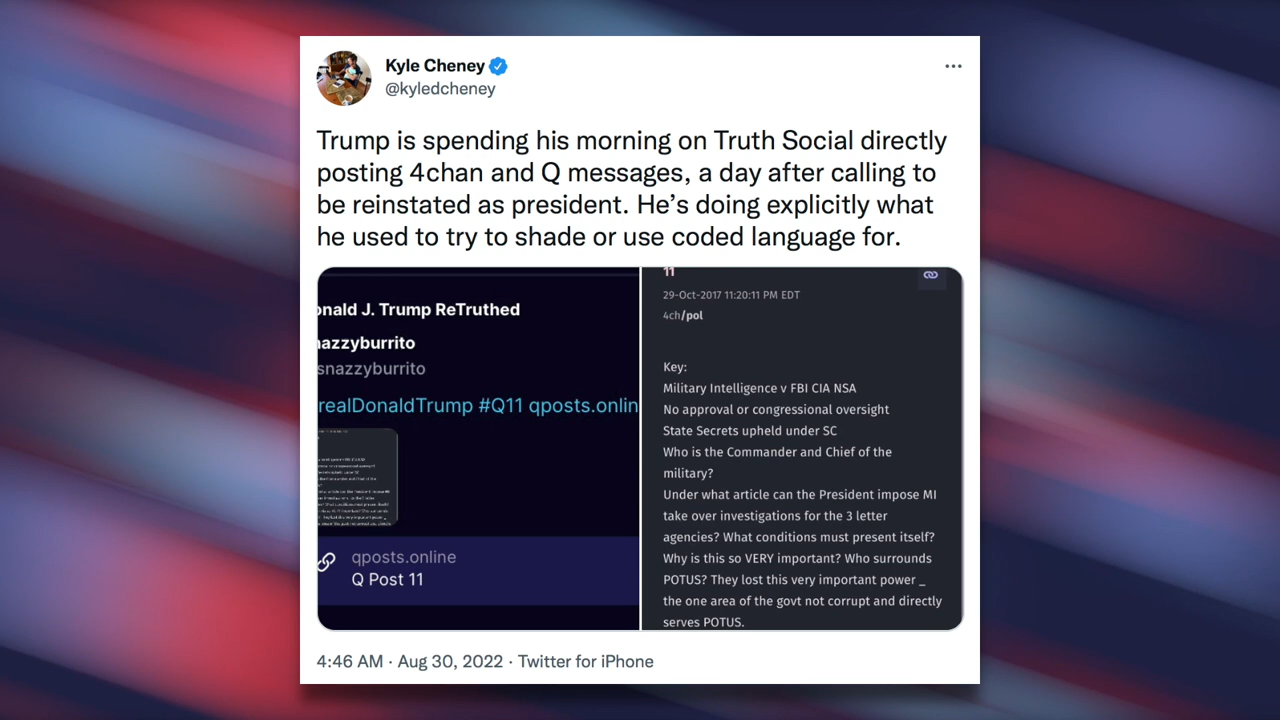 Kyle Cheney
@kyledcheney
Trump is spending his morning on Truth Social directly
posting 4chan and Q messages, a day after calling to
be reinstated as president. He’s doing explicitly what
he used to try to shade or use coded language for.
onald J. Trump ReTruthed
nazzyburrito
snazzyburrito
realDonaldTrump #Q11 qposts.onlin
qposts.online
Q Post 11
11
29-Oct-2017 11:20:11 PM EDT
4ch/pol
Key:
Military Intelligence v FBI CIA NSA
No approval or congressional oversight
State Secrets upheld under SC
Who is the Commander and Chief of the
military?
Under what article can the President impose MI
take over investigations for the 3 letter
agencies? What conditions must present itself?
Why is this so VERY important? Who surrounds
POTUS? They lost this very important power _
the one area of the govt not corrupt and directly
serves POTUS.
4:46 AM · Aug 30, 2022 · Twitter for iPhone